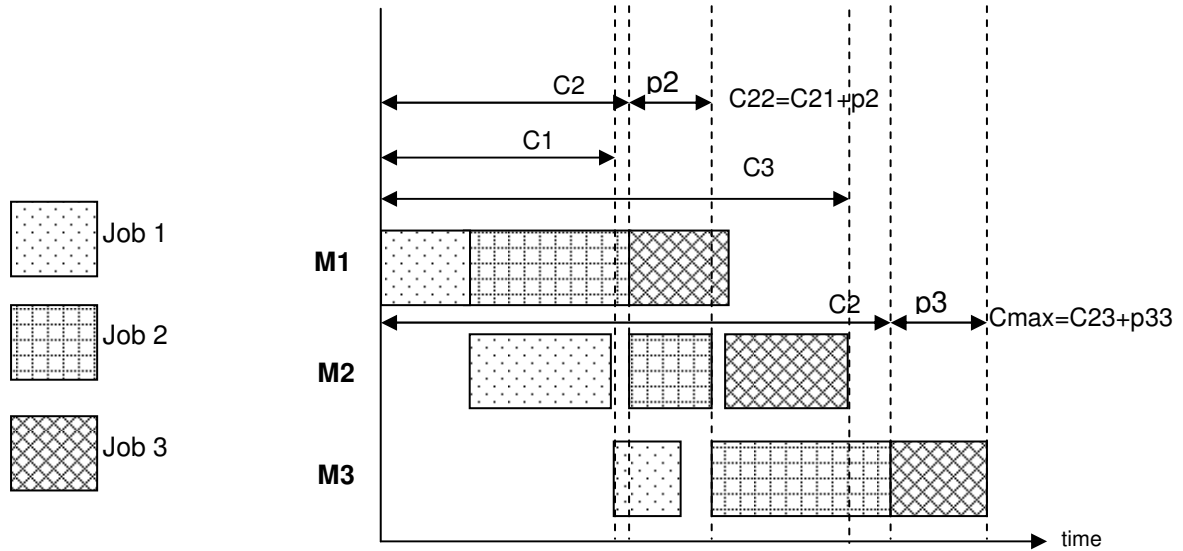 C2
p2
C22=C21+p2
C1
C3
Job 1
M1
C2
p3
Cmax=C23+p33
Job 2
M2
Job 3
M3
time